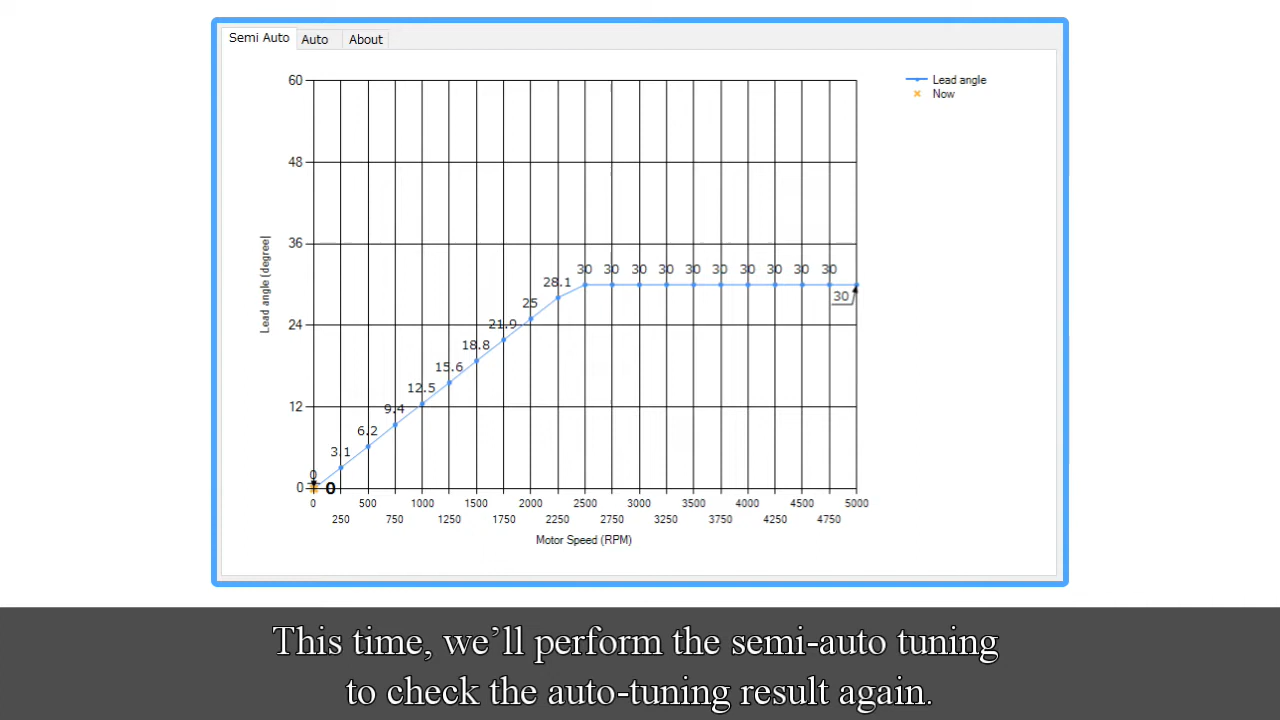 Semi Auto Auto About
60
48
36
24
12
0
Lead angle (degree)
Lead angle
Now
0
0
3.1
6.2
9.4
12.5
15.6
18.8
21.9
25
28.1
30 30 30 30 30 30 30 30 30 30
30
0 500 1000 1500 2000 2500 3000 3500 4000 4500 5000
250 750 1250 1750 2250 2750 3250 3750 4250 4750
Motor Speed (RPM)
This time, we’ll perform the semi-auto tuning
to check the auto-tuning result again.